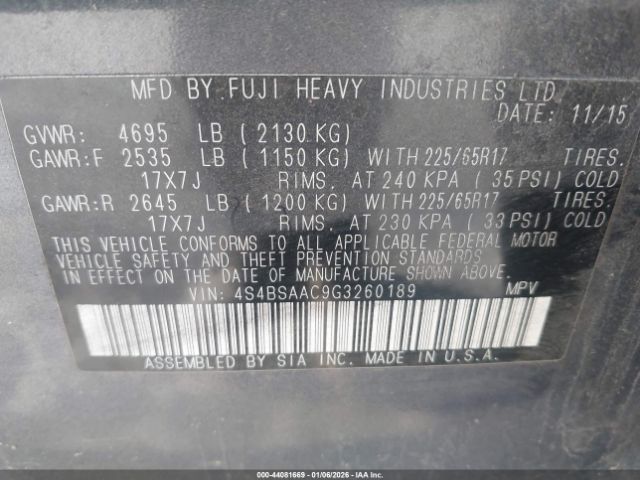 MFD BY FUJI HEAVY INDUSTRIES LTD.
DATE: 11/15
GVWR: 4695 LB ( 2130 KG)
GAWR:F 2535 LB ( 1150 KG) WITH 225/65R17 TIRES.
17X7J RIMS. AT 240 KPA ( 35 PSI) COLD
GAWR:R 2645 LB ( 1200 KG) WITH 225/65R17 TIRES.
17X7J RIMS. AT 230 KPA ( 33 PSI) COLD
THIS VEHICLE CONFORMS TO ALL APPLICABLE FEDERAL MOTOR
VEHICLE SAFETY AND THEFT PREVENTION STANDARDS
IN EFFECT ON THE DATE OF MANUFACTURE SHOWN ABOVE.
VIN: 4S4BSAAC9G3260189 MPV
ASSEMBLED BY SIA INC. MADE IN U.S.A.
000-44081669 - 01/06/2026 - IAAI.COM